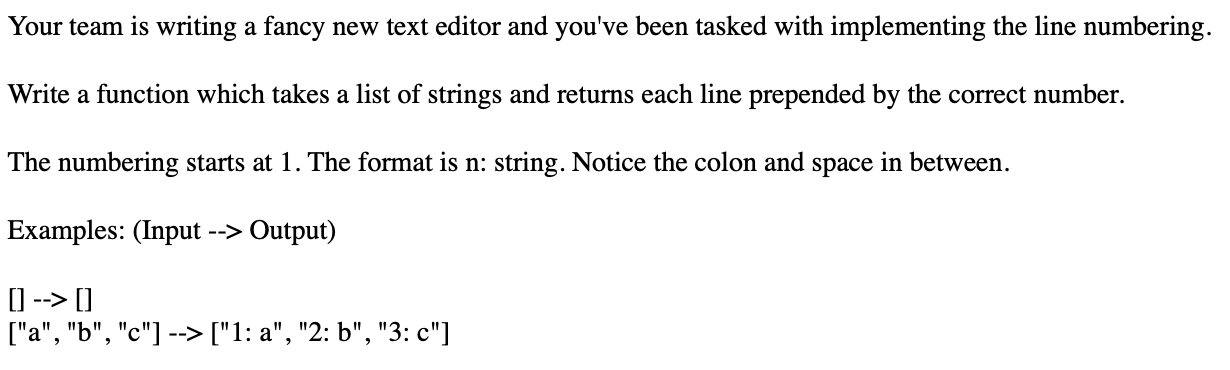 Your team is writing a fancy new text editor and you've been tasked with implementing the line numbering.
Write a function which takes a list of strings and returns each line prepended by the correct number.
The numbering starts at 1. The format is n: string. Notice the colon and space in between.
Examples: (Input --> Output)
[] --> []
["a", "b", "c"] --> ["1: a", "2: b", "3: c"]